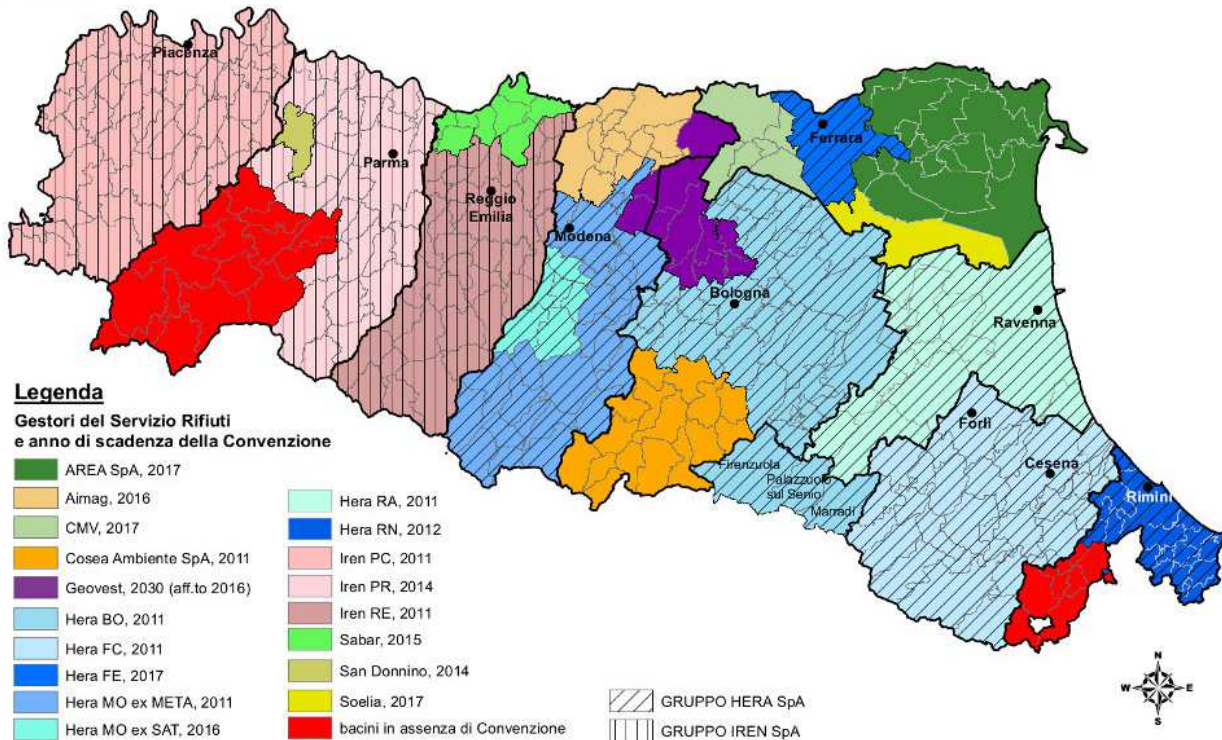 Piacenza
Parma
Reggio
Emilia
Modena
Bologna
Ferrara
Ravenna
Forlì
Cesena
Rimini
Firenzuola
Palazzuolo
sul Senio
Marradi
Legenda
Gestori del Servizio Rifiuti
e anno di scadenza della Convenzione
AREA SpA, 2017
Aimag, 2016
CMV, 2017
Cosea Ambiente SpA, 2011
Geovest, 2030 (aff.to 2016)
Hera BO, 2011
Hera FC, 2011
Hera FE, 2017
Hera MO ex META, 2011
Hera MO ex SAT, 2016
Hera RA, 2011
Hera RN, 2012
Iren PC, 2011
Iren PR, 2014
Iren RE, 2011
Sabar, 2015
San Donnino, 2014
Soelia, 2017
bacini in assenza di Convenzione
GRUPPO HERA SpA
GRUPPO IREN SpA
N
W E
S